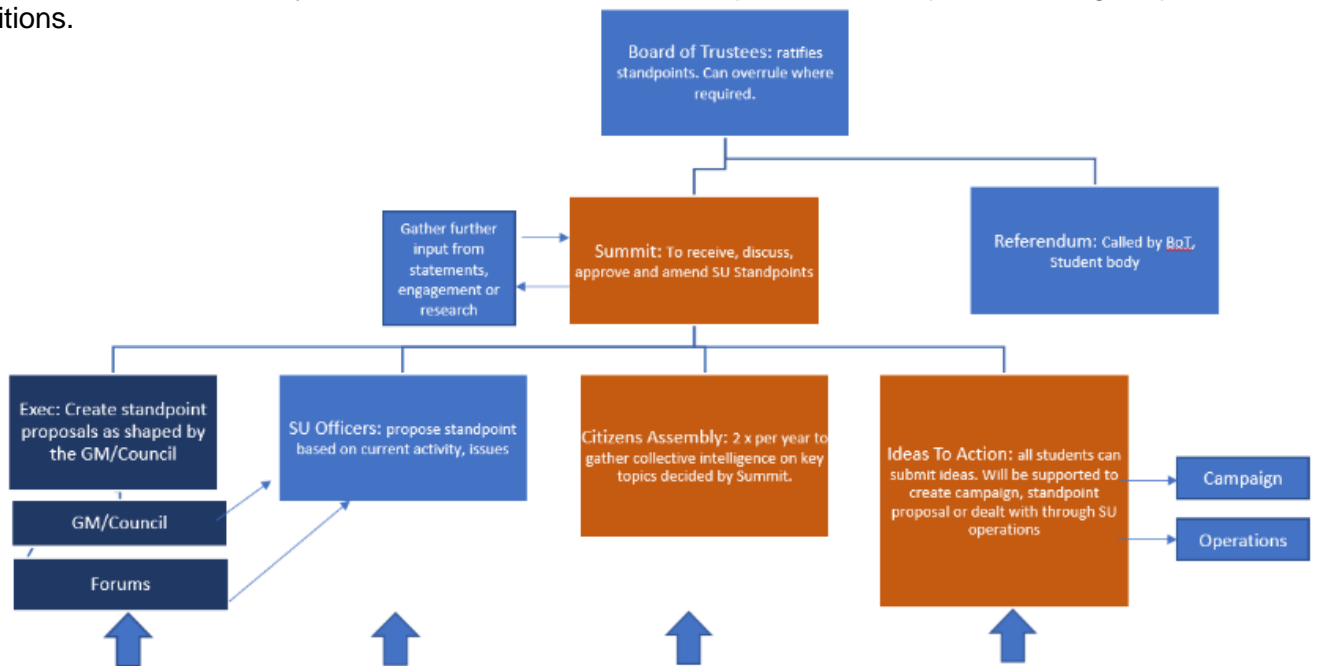 itions.
Board of Trustees: ratifies
standpoints. Can overrule where
required.
Gather further
input from
statements,
engagement or
research
Summit: To receive, discuss,
approve and amend SU Standpoints
Referendum: Called by BoT,
Student body
Exec: Create standpoint
proposals as shaped by
the GM/Council
SU Officers: propose standpoint
based on current activity, issues
Citizens Assembly: 2 x per year to
gather collective intelligence on key
topics decided by Summit.
Ideas To Action: all students can
submit ideas. Will be supported to
create campaign, standpoint
proposal or dealt with through SU
operations
Campaign
Operations
GM/Council
Forums